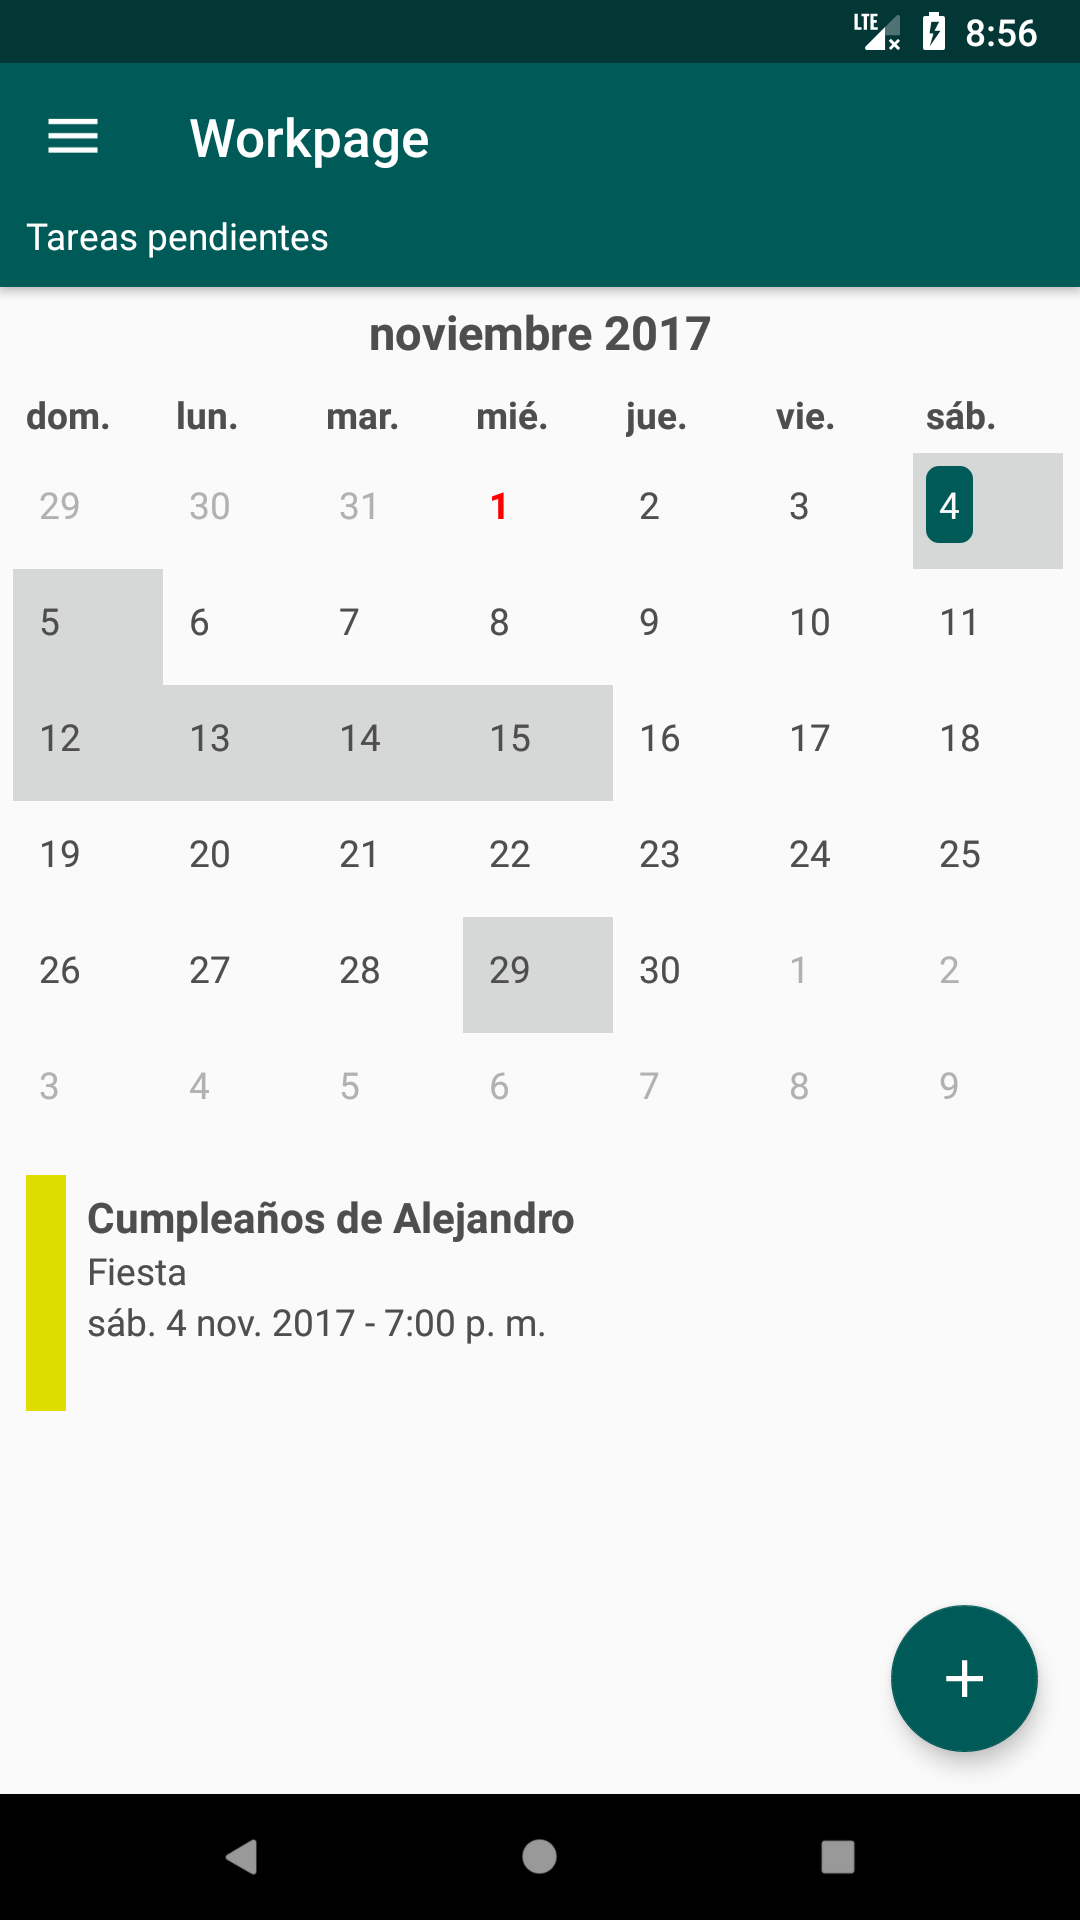 LTE 8:56
Workpage
Tareas pendientes
noviembre 2017
dom. lun. mar. mié. jue. vie. sáb.
29 30 31 1 2 3 4
5 6 7 8 9 10 11
12 13 14 15 16 17 18
19 20 21 22 23 24 25
26 27 28 29 30 1 2
3 4 5 6 7 8 9
Cumpleaños de Alejandro
Fiesta
sáb. 4 nov. 2017 - 7:00 p. m.